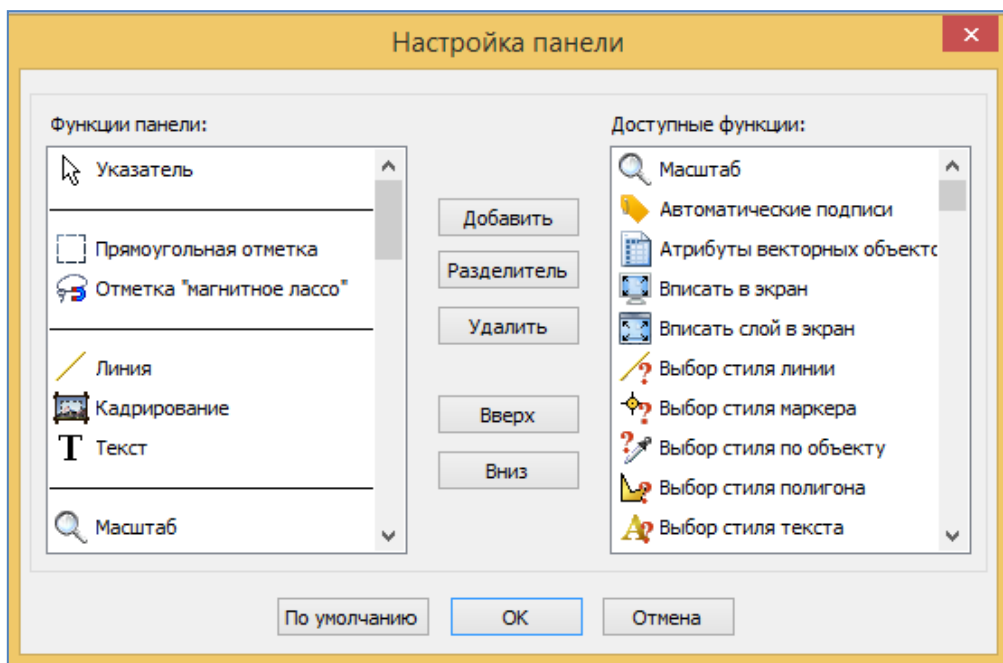 Настройка панели
Функции панели:
Указатель
Прямоугольная отметка
Отметка "магнитное лассо"
Линия
Кадрирование
T Текст
Масштаб
Добавить
Разделитель
Удалить
Вверх
Вниз
Доступные функции:
Масштаб
Автоматические подписи
Атрибуты векторных объекто
Вписать в экран
Вписать слой в экран
Выбор стиля линии
Выбор стиля маркера
Выбор стиля по объекту
Выбор стиля полигона
Выбор стиля текста
По умолчанию
OK
Отмена